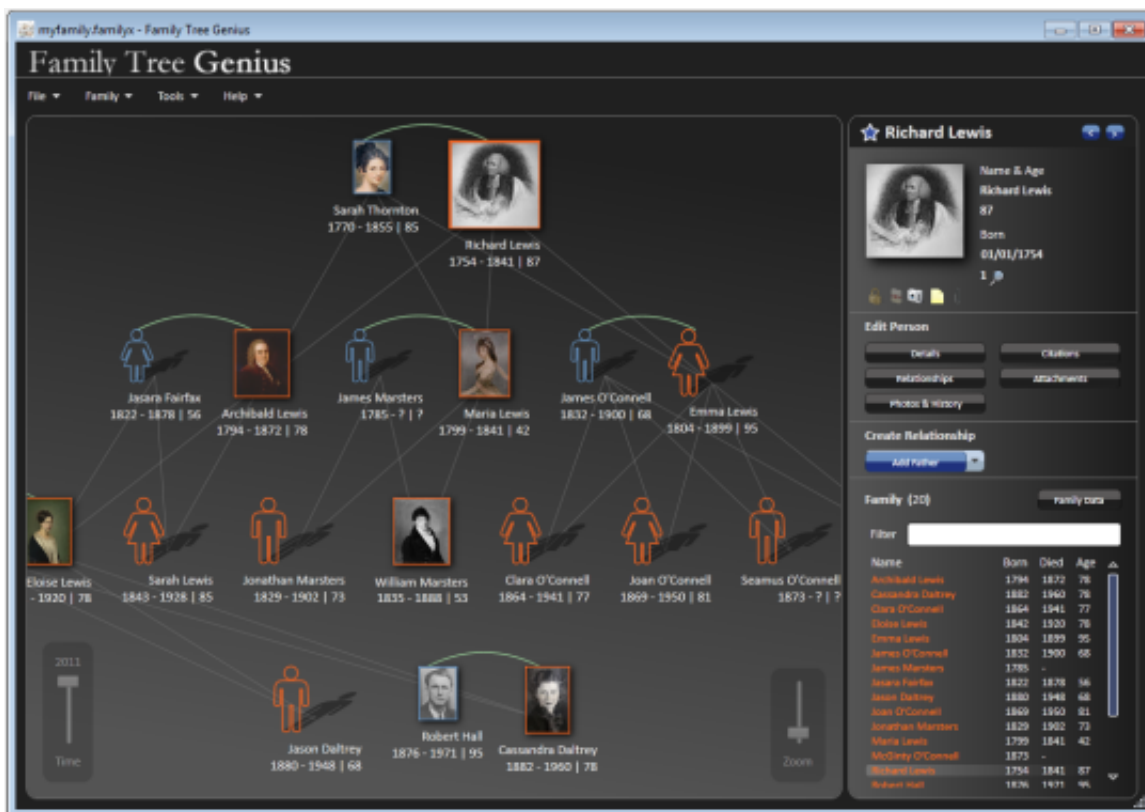 myfamily.familyx - Family Tree Genius
Family Tree Genius
File Family Tools Help
Sarah Thornton
1770 - 1855 | 85
Richard Lewis
1754 - 1841 | 87
Jasara Fairfax
1822 - 1878 | 56
Archibald Lewis
1794 - 1872 | 78
James Marsters
1785 - ? | ?
Maria Lewis
1799 - 1841 | 42
James O'Connell
1832 - 1900 | 68
Emma Lewis
1804 - 1899 | 95
Eloise Lewis
- 1920 | 78
Sarah Lewis
1843 - 1928 | 85
Jonathan Marsters
1829 - 1902 | 73
William Marsters
1835 - 1888 | 53
Clara O'Connell
1864 - 1941 | 77
Joan O'Connell
1869 - 1950 | 81
Seamus O'Connell
1873 - ? | ?
Jason Daltrey
1880 - 1948 | 68
Robert Hall
1876 - 1971 | 95
Cassandra Daltrey
1882 - 1960 | 78
2011
Time
Zoom
Richard Lewis
Name & Age
Richard Lewis
87
Born
01/01/1754
1
Edit Person
Details Citations
Relationships Attachments
Photos & History
Create Relationship
Add Father
Family (20) Family Data
Filter
Name Born Died Age
Archibald Lewis 1794 1872 78
Cassandra Daltrey 1882 1960 78
Clara O'Connell 1864 1941 77
Eloise Lewis 1842 1920 78
Emma Lewis 1804 1899 95
James O'Connell 1832 1900 68
James Marsters 1785 -
Jasara Fairfax 1822 1878 56
Jason Daltrey 1880 1948 68
Joan O'Connell 1869 1950 81
Jonathan Marsters 1829 1902 73
Maria Lewis 1799 1841 42
McGinty O'Connell 1873 -
Richard Lewis 1754 1841 87
Robert Hall 1876 1971 95